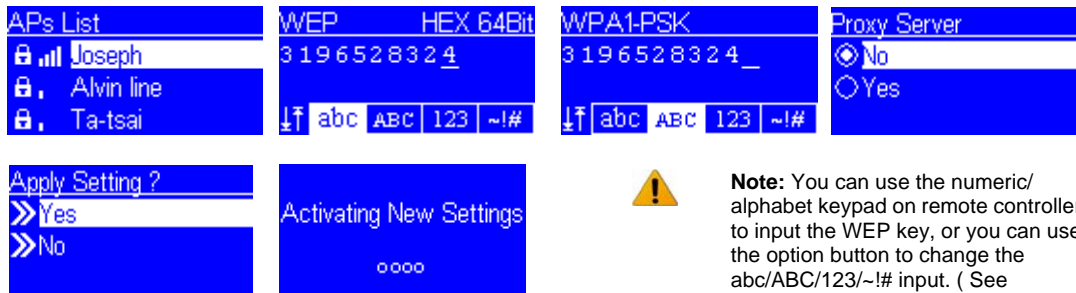 APs List
Joseph
Alvin line
Ta-tsai
WEP HEX 64Bit
3196528324
abc ABC 123 ~!#
WPA1-PSK
3196528324_
abc ABC 123 ~!#
Proxy Server
No
Yes
Apply Setting ?
Yes
No
Activating New Settings
Note: You can use the numeric/
alphabet keypad on remote controller
to input the WEP key, or you can use
the option button to change the
abc/ABC/123/~!# input. ( See